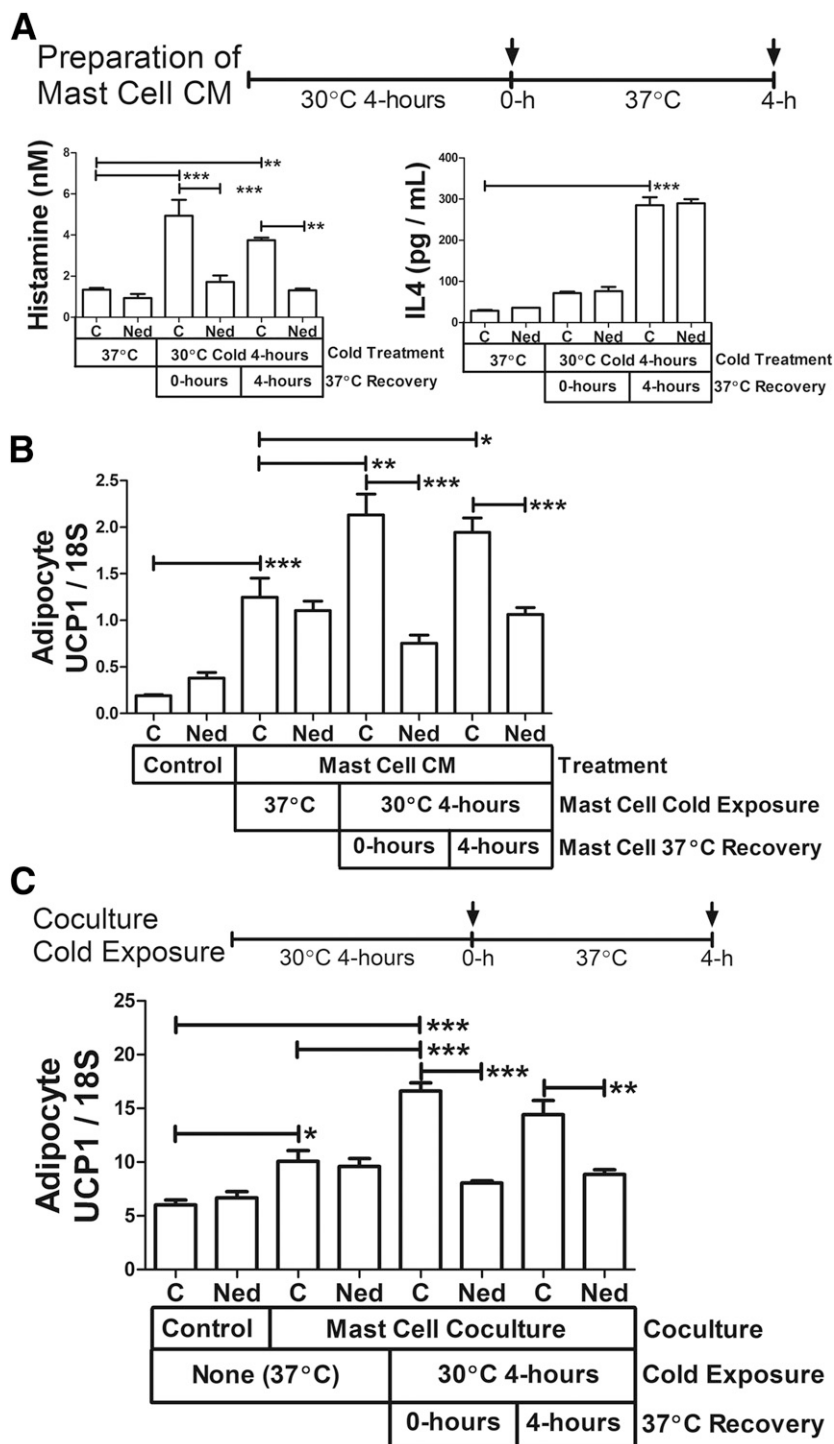 A
Preparation of
Mast Cell CM
30°C 4-hours
0-h
37°C
4-h
Histamine (nM)
8
6
4
2
0
**
***
***
**
C Ned C Ned C Ned
37°C 30°C Cold 4-hours Cold Treatment
0-hours 4-hours 37°C Recovery
IL4 (pg / mL)
400
300
200
100
0
***
C Ned C Ned C Ned
37°C 30°C Cold 4-hours Cold Treatment
0-hours 4-hours 37°C Recovery
B
Adipocyte
UCP1 / 18S
2.5
2.0
1.5
1.0
0.5
0.0
*
**
***
***
***
C Ned C Ned C Ned C Ned
Control Mast Cell CM Treatment
37°C 30°C 4-hours Mast Cell Cold Exposure
0-hours 4-hours Mast Cell 37°C Recovery
C
Coculture
Cold Exposure
30°C 4-hours
0-h
37°C
4-h
Adipocyte
UCP1 / 18S
25
20
15
10
5
0
***
***
***
**
*
C Ned C Ned C Ned C Ned
Control Mast Cell Coculture Coculture
None (37°C) 30°C 4-hours Cold Exposure
0-hours 4-hours 37°C Recovery